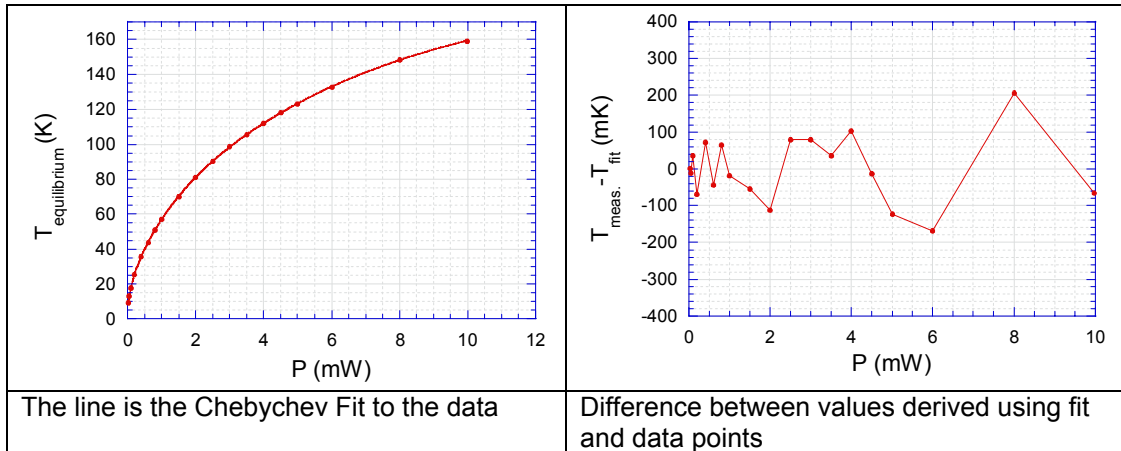 160
140
120
100
80
60
40
20
0
T equilibrium (K)
0 2 4 6 8 10 12
P (mW)
400
300
200
100
0
-100
-200
-300
-400
T meas. -T fit (mK)
0 2 4 6 8 10
P (mW)
The line is the Chebychev Fit to the data
Difference between values derived using fit
and data points